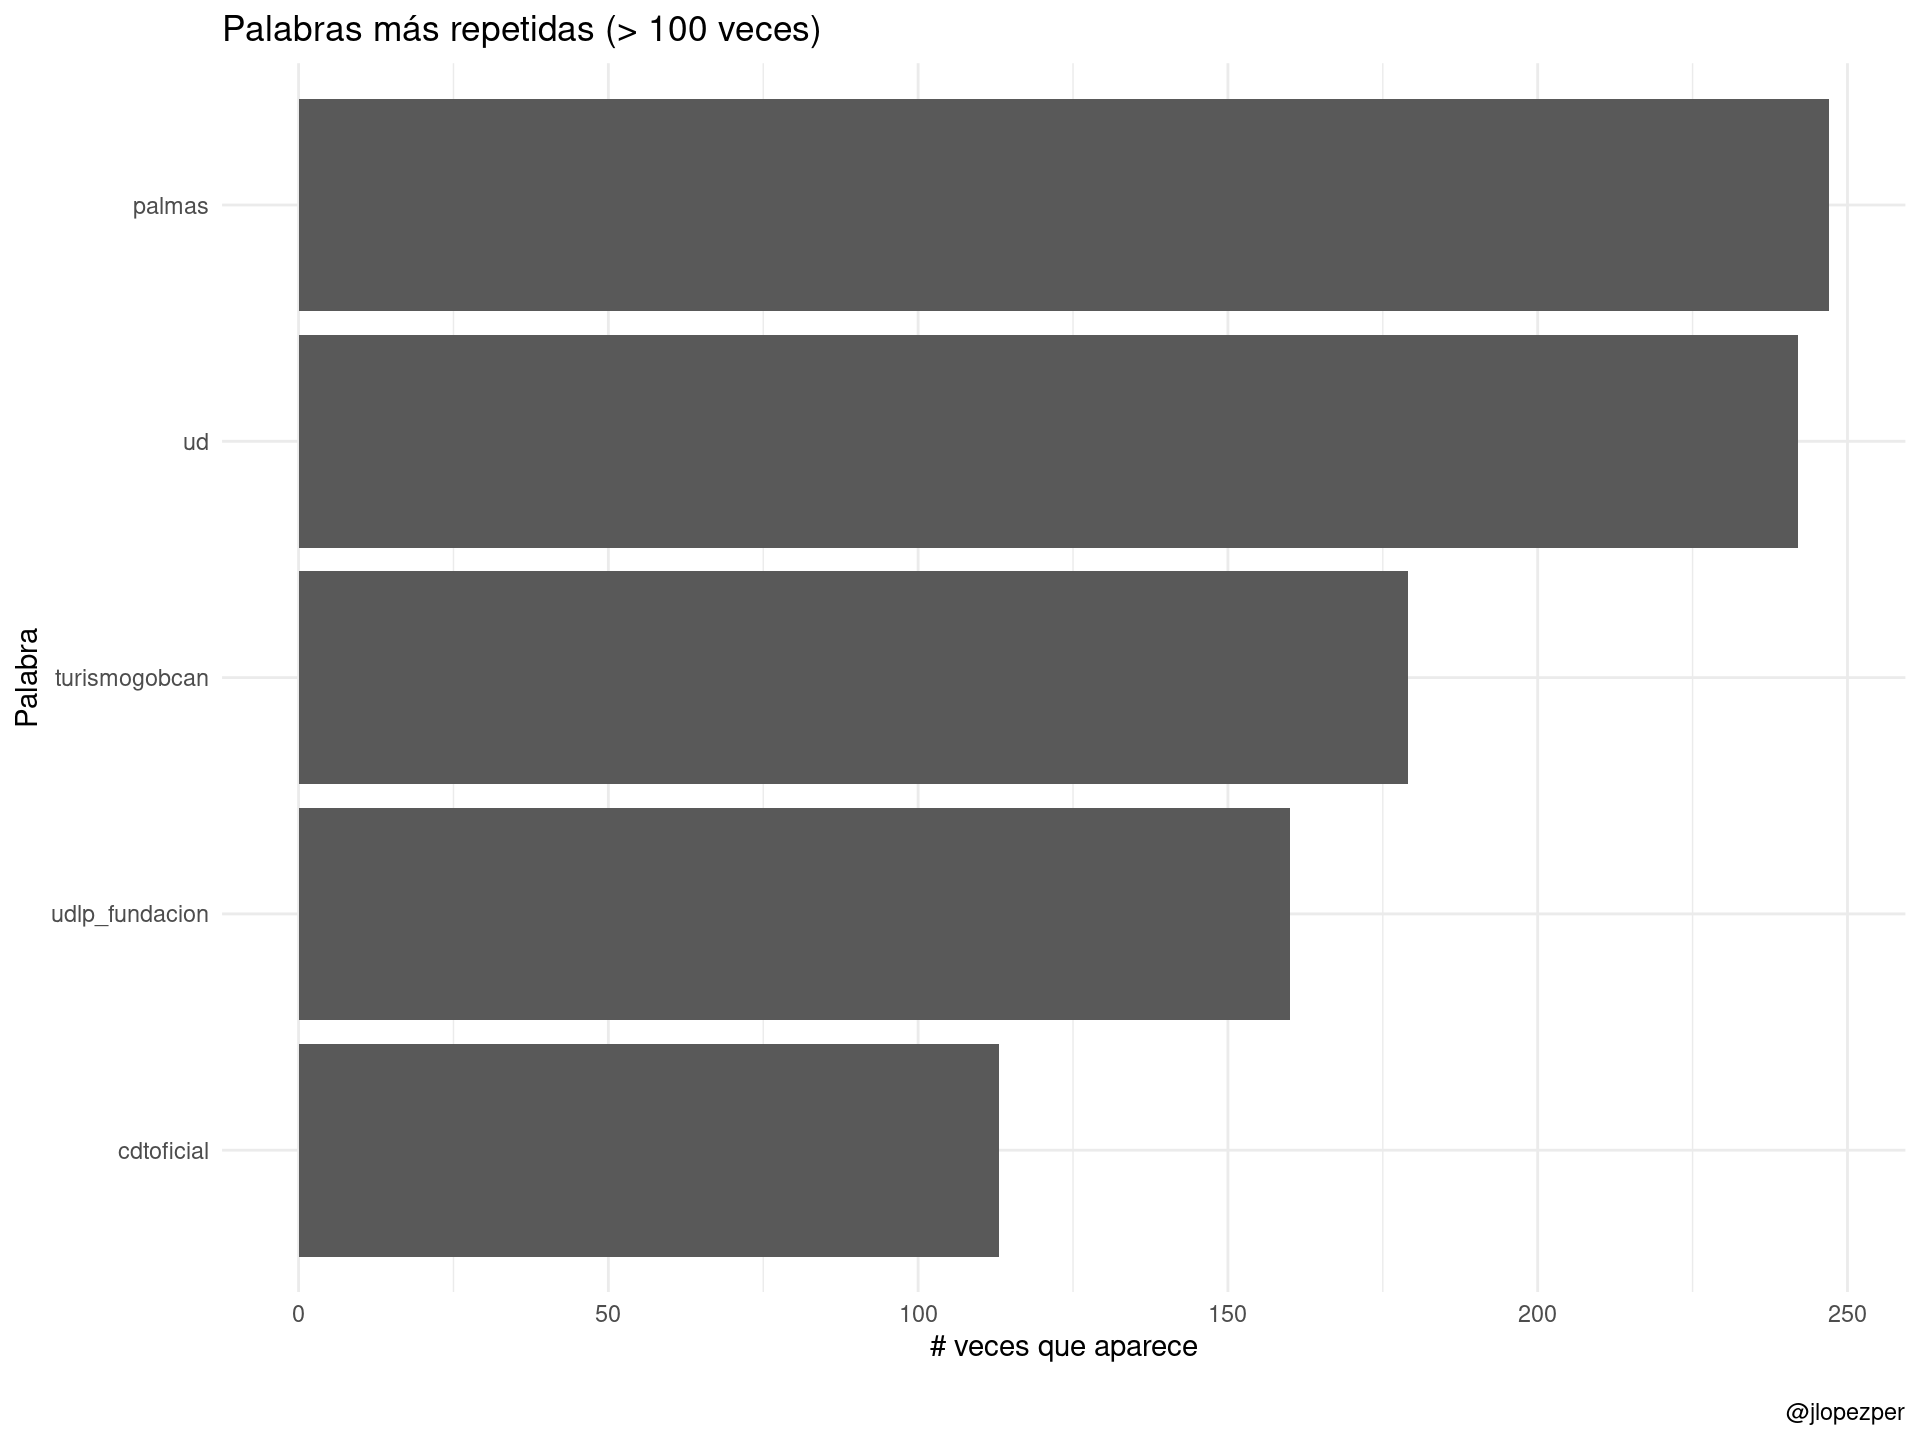 Palabras más repetidas (> 100 veces)
palmas
ud
turismogobcan
udlp_fundacion
cdtoficial
Palabra
0 50 100 150 200 250
# veces que aparece
@jlopezper